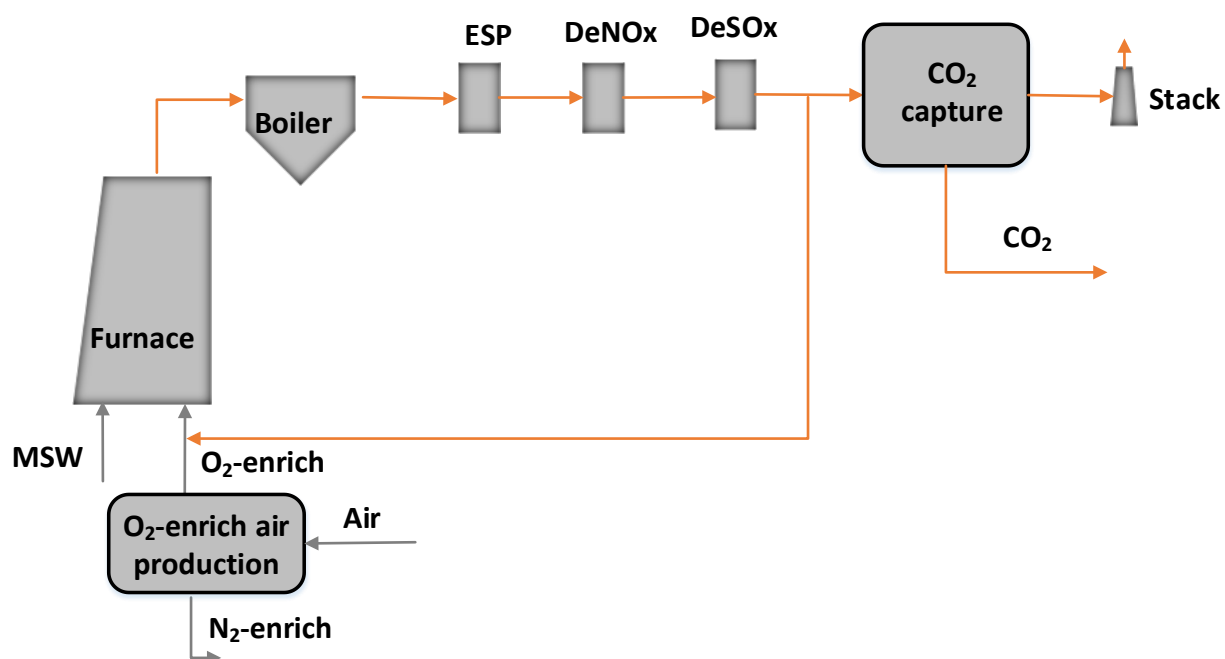 ESP
DeNOx
DeSOx
Boiler
CO₂
capture
Stack
CO₂
Furnace
MSW
O₂-enrich
O₂-enrich air
production
Air
N₂-enrich